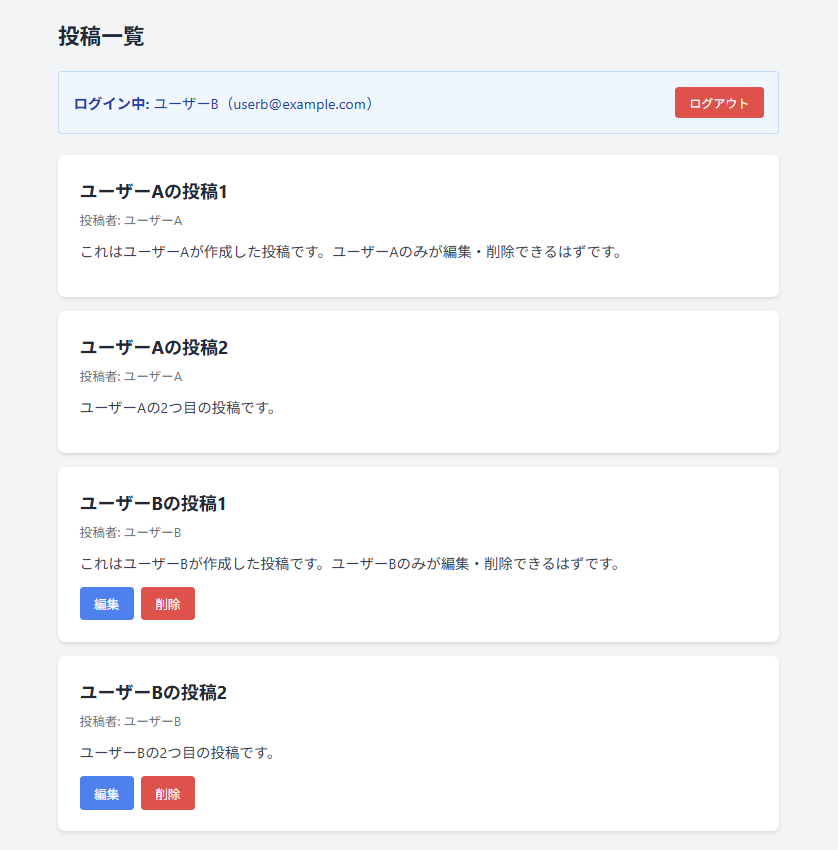 投稿一覧
ログイン中: ユーザーB（userb@example.com）
ログアウト
ユーザーAの投稿1
投稿者: ユーザーA
これはユーザーAが作成した投稿です。ユーザーAのみが編集・削除できるはずです。
ユーザーAの投稿2
投稿者: ユーザーA
ユーザーAの2つ目の投稿です。
ユーザーBの投稿1
投稿者: ユーザーB
これはユーザーBが作成した投稿です。ユーザーBのみが編集・削除できるはずです。
編集 削除
ユーザーBの投稿2
投稿者: ユーザーB
ユーザーBの2つ目の投稿です。
編集 削除